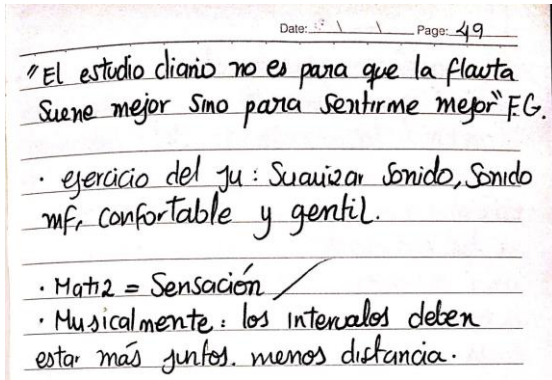 Date: \ \ Page: 49
"El estudio diario no es para que la flauta
Suene mejor Sino para Sentirme mejor" F.G.
· ejercicio del ju: Suavizar Sonido, Sonido
mf, confortable y gentil.
· Matiz = Sensación /
· Musicalmente: los intervalos deben
estar más juntos. menos distancia.